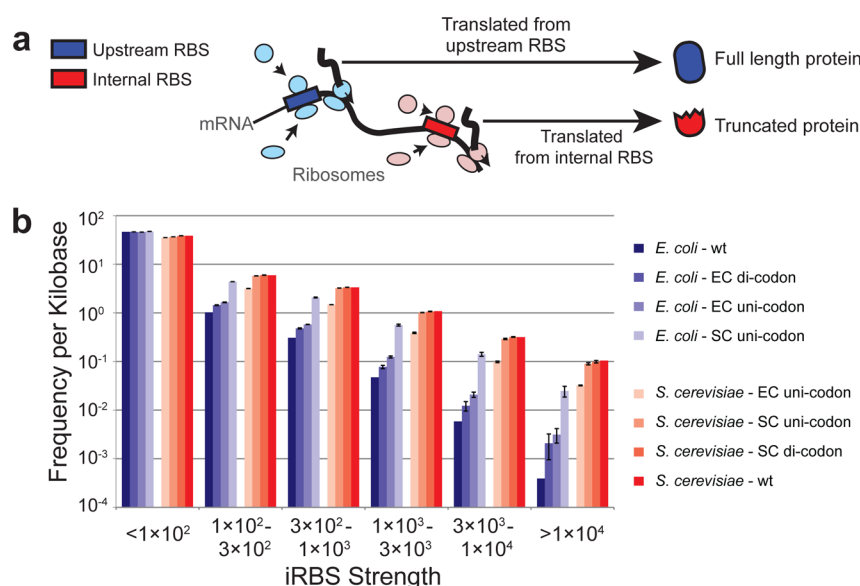 a
Upstream RBS
Internal RBS
mRNA
Ribosomes
Translated from
upstream RBS
Full length protein
Translated
from internal RBS
Truncated protein
b
Frequency per Kilobase
10²
10¹
10⁰
10⁻¹
10⁻²
10⁻³
10⁻⁴
<1×10²
1×10²-
3×10²
3×10²-
1×10³
1×10³-
3×10³
3×10³-
1×10⁴
>1×10⁴
iRBS Strength
E. coli - wt
E. coli - EC di-codon
E. coli - EC uni-codon
E. coli - SC uni-codon
S. cerevisiae - EC uni-codon
S. cerevisiae - SC uni-codon
S. cerevisiae - SC di-codon
S. cerevisiae - wt